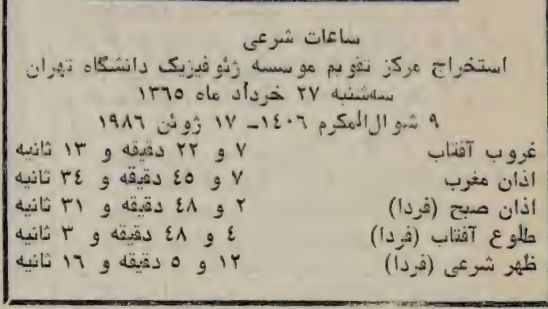 ساعات شرعی
استخراج مرکز تقویم موسسه ژئوفیزیک دانشگاه تهران
سه‌شنبه ۲۷ خرداد ماه ۱۳۶۵
۹ شوال‌المکرم ۱۴۰۶ـ ۱۷ ژوئن ۱۹۸۶
غروب آفتاب ۷ و ۲۲ دقیقه و ۱۳ ثانیه
اذان مغرب ۷ و ۴۵ دقیقه و ۳۴ ثانیه
اذان صبح (فردا) ۲ و ۴۸ دقیقه و ۳۱ ثانیه
طلوع آفتاب (فردا) ۴ و ۴۸ دقیقه و ۳ ثانیه
ظهر شرعی (فردا) ۱۲ و ۵ دقیقه و ۱۶ ثانیه